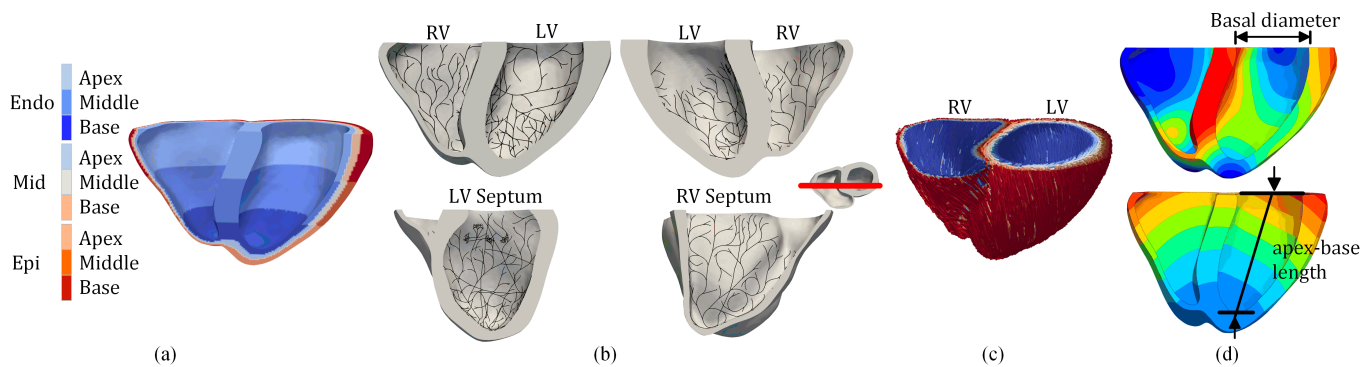 Endo
Apex
Middle
Base
Mid
Apex
Middle
Base
Epi
Apex
Middle
Base
(a)
RV
LV
LV
RV
LV Septum
RV Septum
(b)
RV
LV
(c)
Basal diameter
apex-base
length
(d)